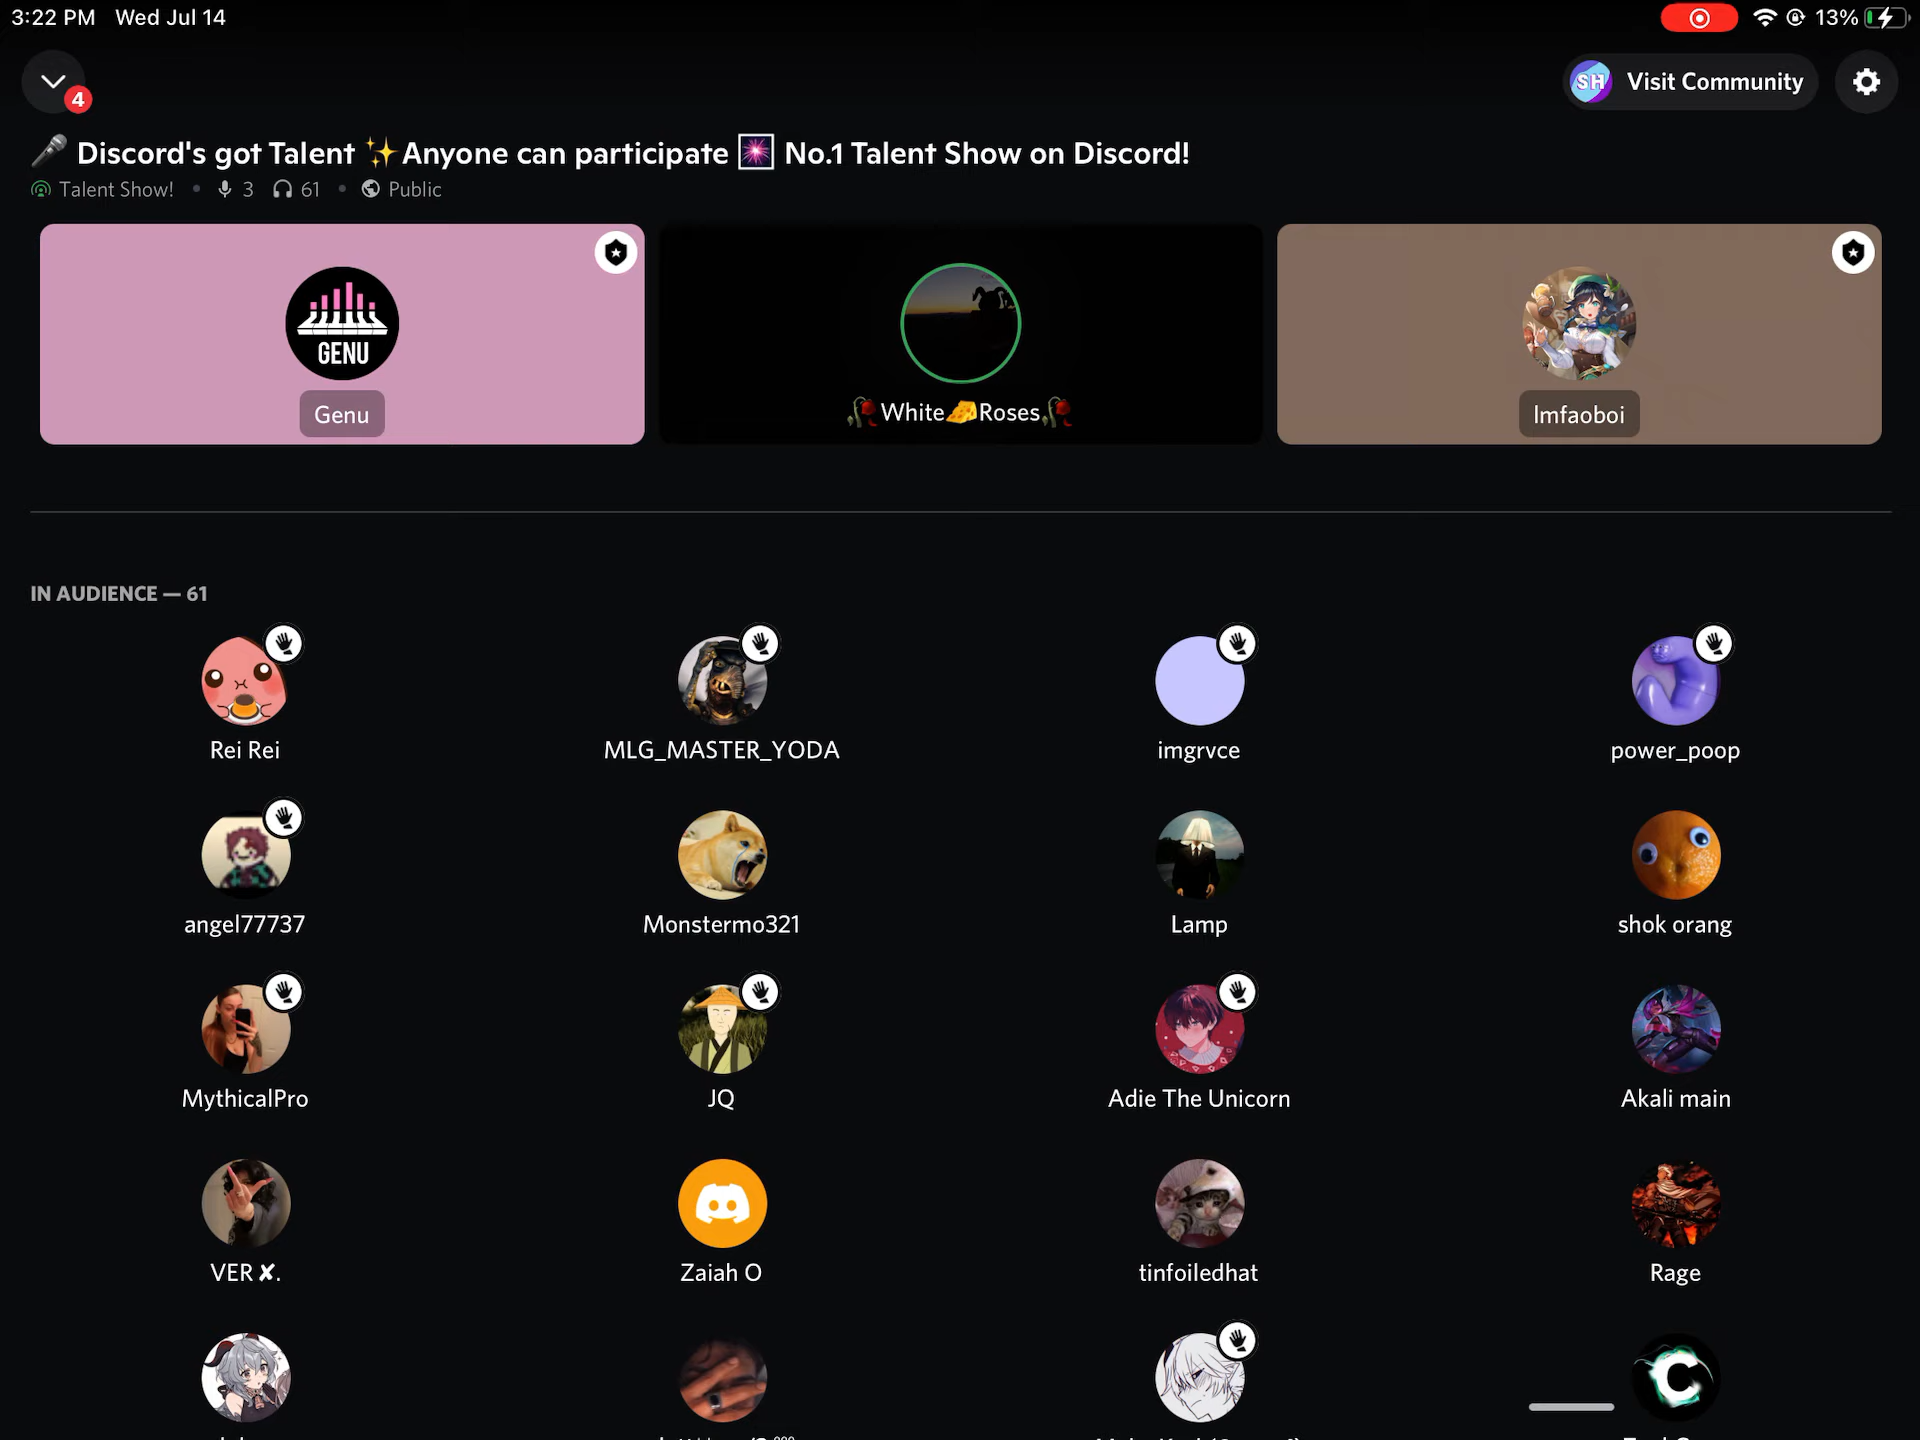 3:22 PM Wed Jul 14
13%
4
SH Visit Community
🎤 Discord's got Talent ✨Anyone can participate 🎆 No.1 Talent Show on Discord!
Talent Show! • 3 61 • Public
GENU
Genu
🥀White🧀Roses🥀
lmfaoboi
IN AUDIENCE — 61
Rei Rei
MLG_MASTER_YODA
imgrvce
power_poop
angel77737
Monstermo321
Lamp
shok orang
MythicalPro
JQ
Adie The Unicorn
Akali main
VER ✘.
Zaiah O
tinfoiledhat
Rage
C